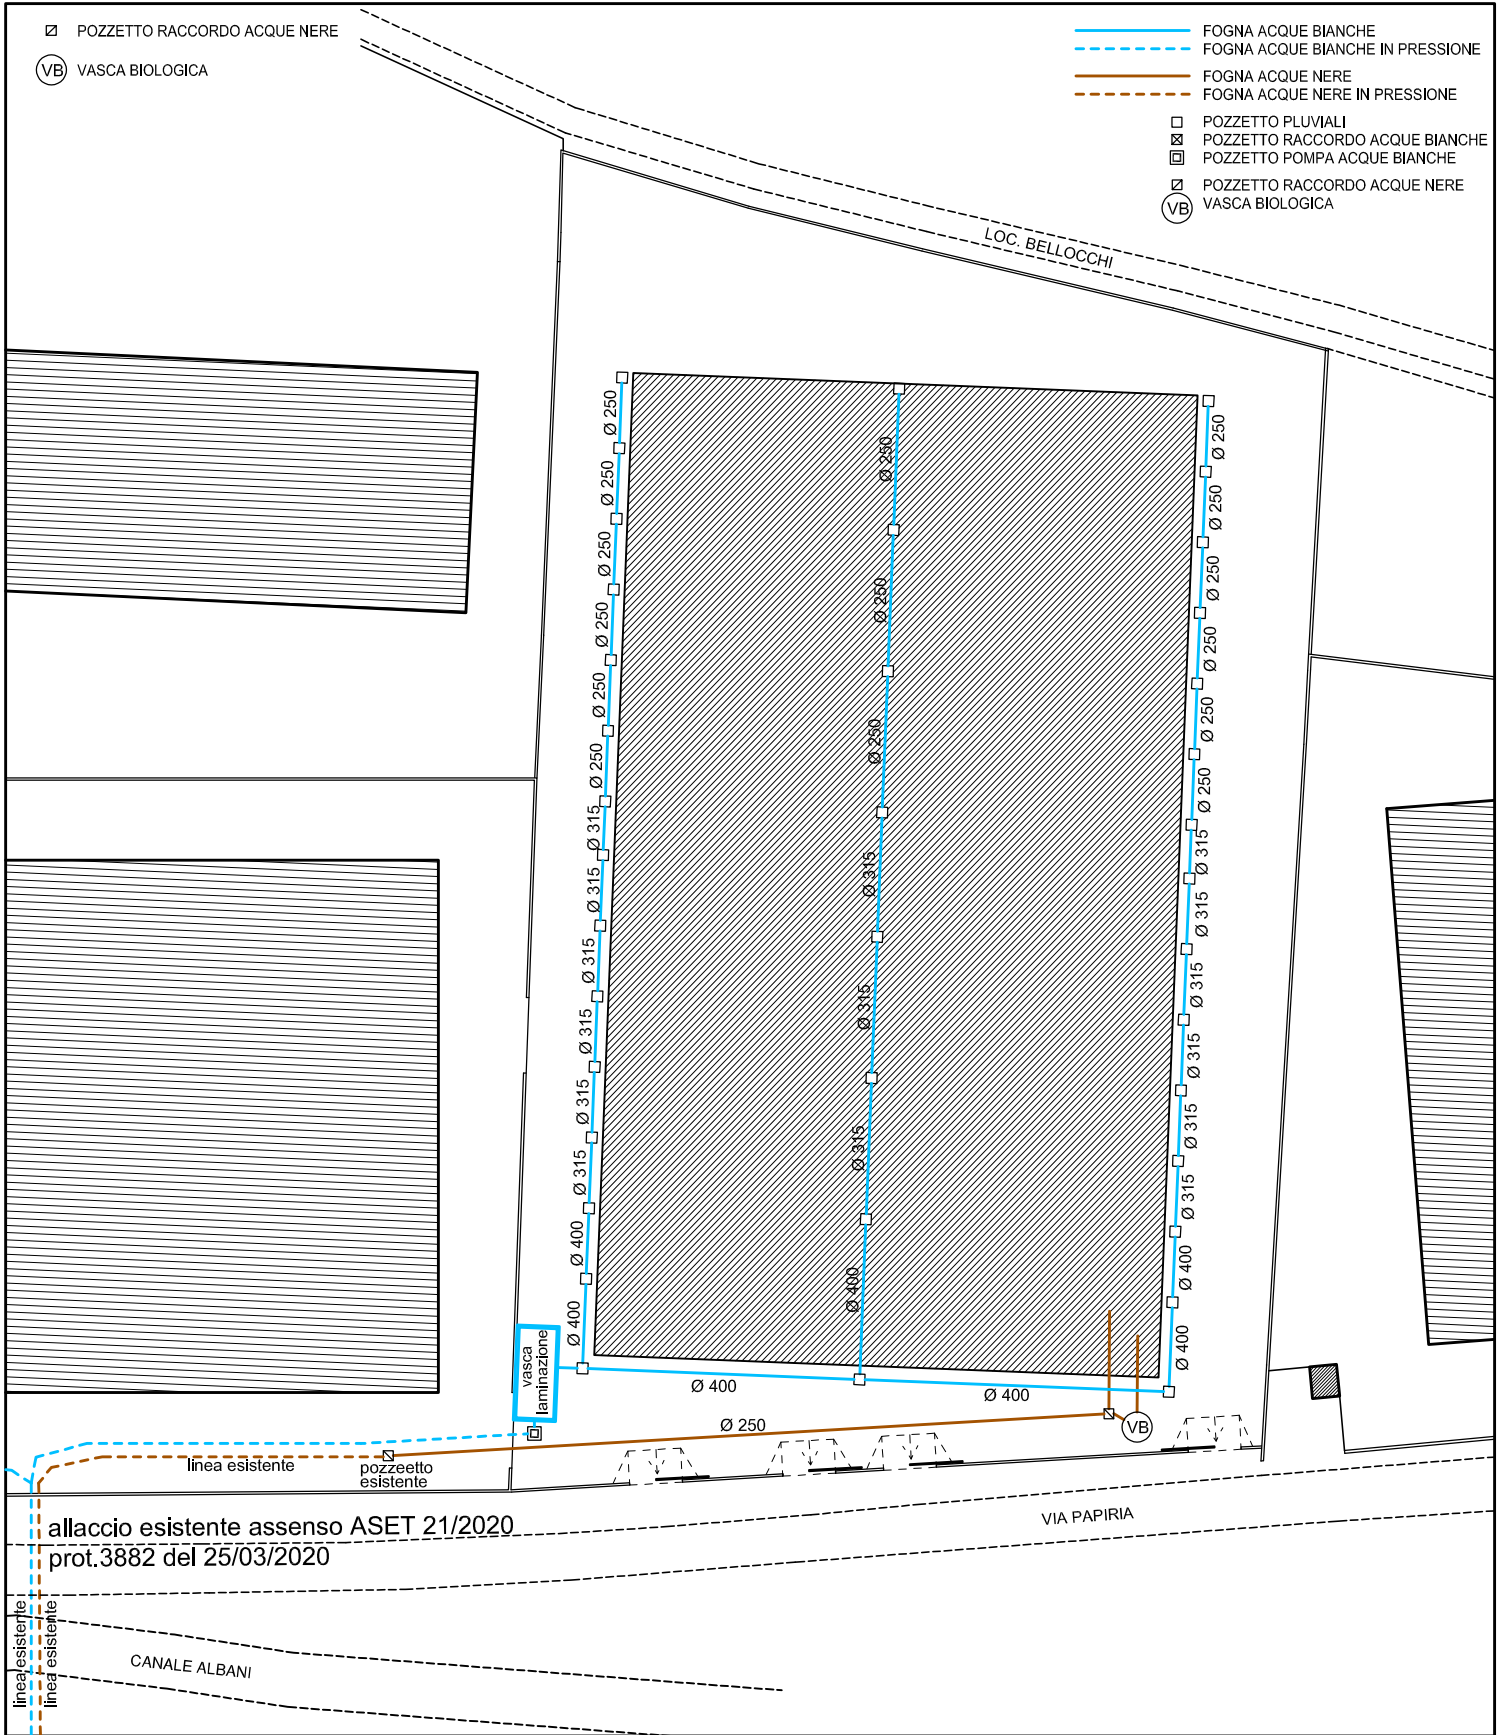 POZZETTO RACCORDO ACQUE NERE
VB VASCA BIOLOGICA
FOGNA ACQUE BIANCHE
FOGNA ACQUE BIANCHE IN PRESSIONE
FOGNA ACQUE NERE
FOGNA ACQUE NERE IN PRESSIONE
POZZETTO PLUVIALI
POZZETTO RACCORDO ACQUE BIANCHE
POZZETTO POMPA ACQUE BIANCHE
POZZETTO RACCORDO ACQUE NERE
VB VASCA BIOLOGICA
LOC. BELLOCCHI
Ø 250
Ø 250
Ø 250
Ø 250
Ø 250
Ø 250
Ø 315
Ø 315
Ø 315
Ø 315
Ø 315
Ø 315
Ø 400
Ø 400
Ø 250
Ø 250
Ø 250
Ø 315
Ø 315
Ø 315
Ø 400
Ø 250
Ø 250
Ø 250
Ø 250
Ø 250
Ø 250
Ø 315
Ø 315
Ø 315
Ø 315
Ø 315
Ø 315
Ø 400
Ø 400
vasca
laminazione
Ø 400
Ø 400
Ø 250
VB
linea esistente
pozzeetto
esistente
allaccio esistente assenso ASET 21/2020
prot.3882 del 25/03/2020
VIA PAPIRIA
linea esistente
linea esistente
CANALE ALBANI